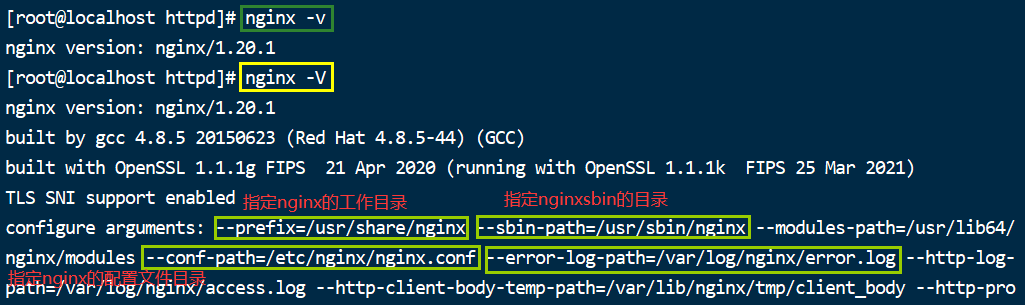 [root@localhost httpd]# nginx -v
nginx version: nginx/1.20.1
[root@localhost httpd]# nginx -V
nginx version: nginx/1.20.1
built by gcc 4.8.5 20150623 (Red Hat 4.8.5-44) (GCC)
built with OpenSSL 1.1.1g FIPS  21 Apr 2020 (running with OpenSSL 1.1.1k  FIPS 25 Mar 2021)
TLS SNI support enabled 指定nginx的工作目录 指定nginxsbin的目录
configure arguments: --prefix=/usr/share/nginx --sbin-path=/usr/sbin/nginx --modules-path=/usr/lib64/
nginx/modules --conf-path=/etc/nginx/nginx.conf --error-log-path=/var/log/nginx/error.log --http-log-
指定nginx的配置文件目录
path=/var/log/nginx/access.log --http-client-body-temp-path=/var/lib/nginx/tmp/client_body --http-pro